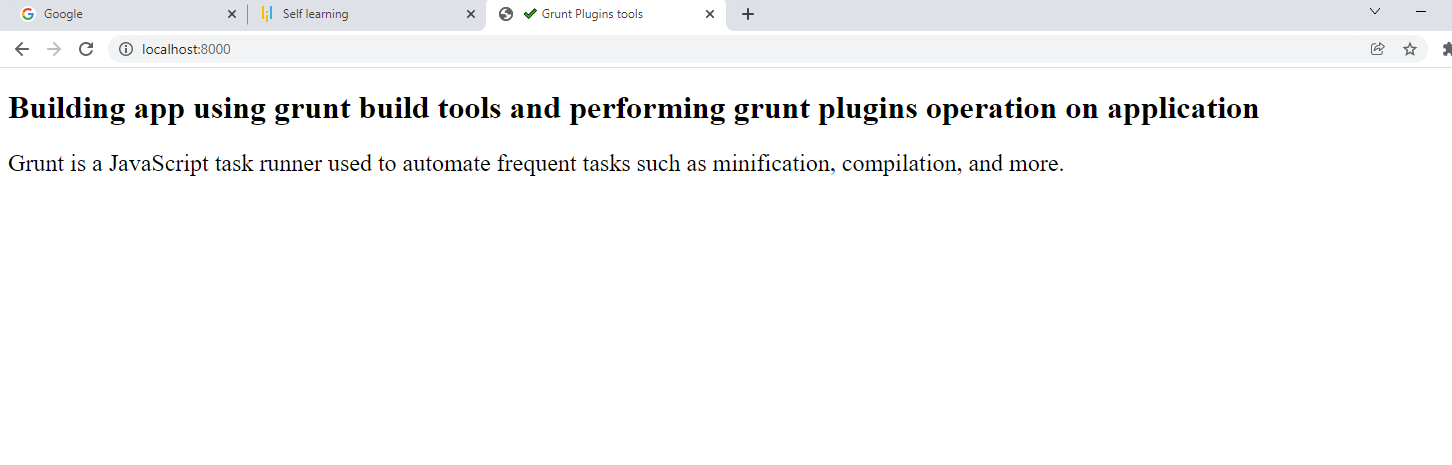 Google
Self learning
✔ Grunt Plugins tools
localhost:8000
Building app using grunt build tools and performing grunt plugins operation on application
Grunt is a JavaScript task runner used to automate frequent tasks such as minification, compilation, and more.